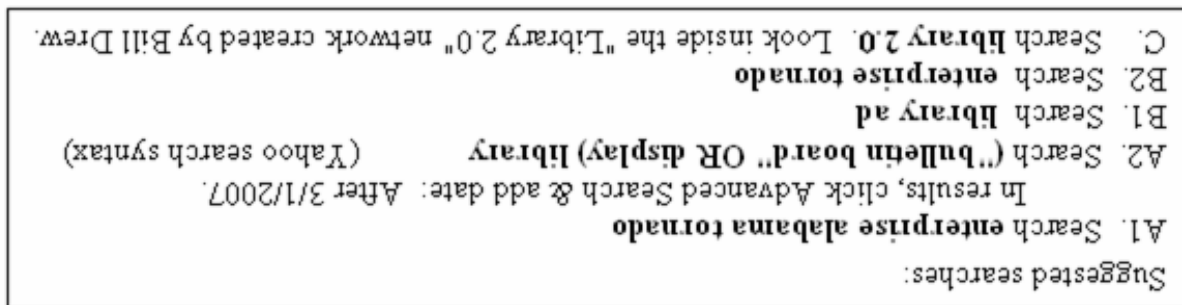 Suggested searches:
A1. Search enterprise alabama tornado
In results, click Advanced Search & add date: After 3/1/2007.
A2. Search ("bulletin board" OR display) library (Yahoo search syntax)
B1. Search library ad
B2. Search enterprise tornado
C. Search library 2.0. Look inside the "Library 2.0" network created by Bill Drew.